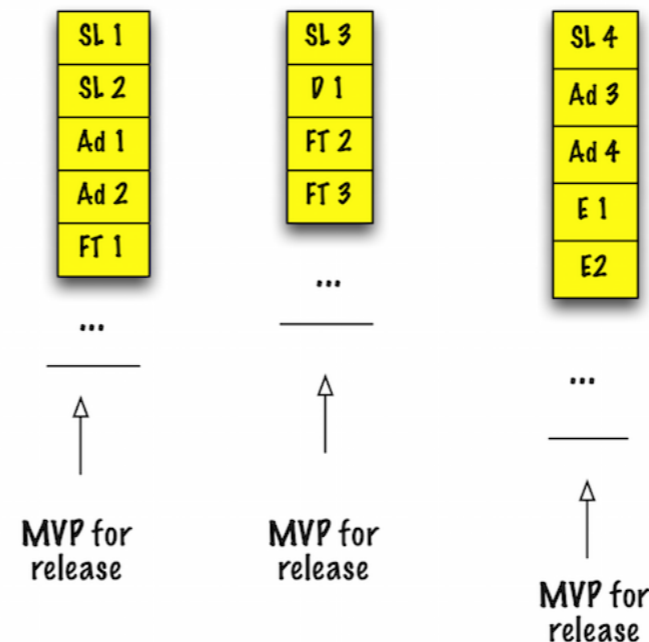 SL 1
SL 2
Ad 1
Ad 2
FT 1
...
MVP for
release
SL 3
D 1
FT 2
FT 3
...
MVP for
release
SL 4
Ad 3
Ad 4
E 1
E2
...
MVP for
release